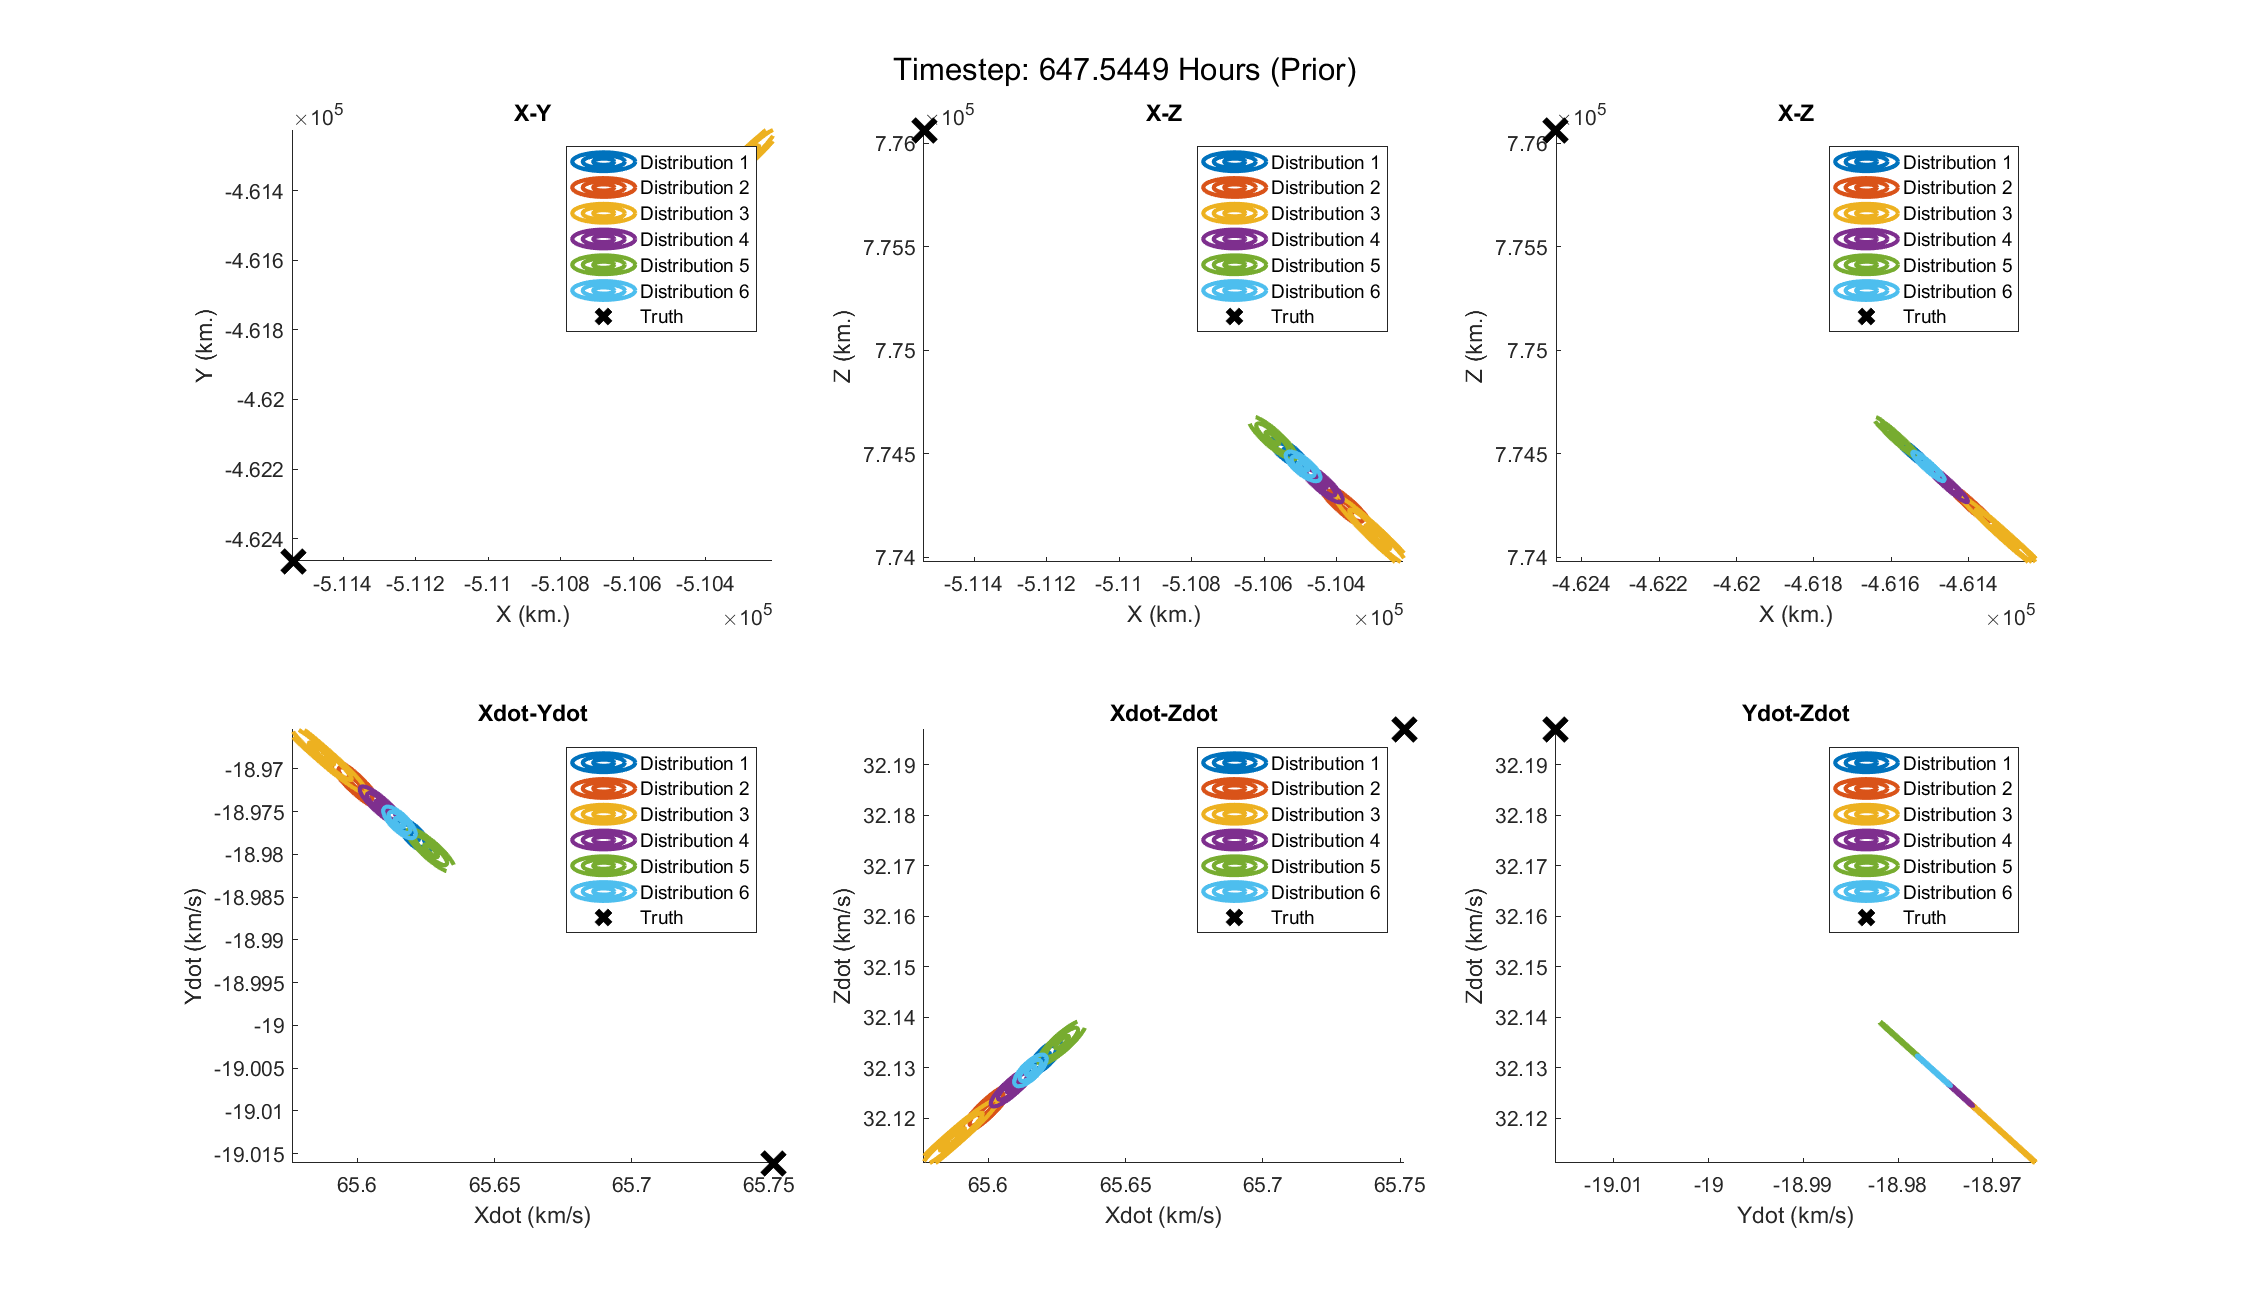 Timestep: 647.5449 Hours (Prior)
X-Y
×10^5
-4.614
-4.616
-4.618
-4.62
-4.622
-4.624
Y (km.)
-5.114 -5.112 -5.11 -5.108 -5.106 -5.104
X (km.)
×10^5
Distribution 1
Distribution 2
Distribution 3
Distribution 4
Distribution 5
Distribution 6
Truth
X-Z
×10^5
7.76
7.755
7.75
7.745
7.74
Z (km.)
-5.114 -5.112 -5.11 -5.108 -5.106 -5.104
X (km.)
×10^5
Distribution 1
Distribution 2
Distribution 3
Distribution 4
Distribution 5
Distribution 6
Truth
X-Z
×10^5
7.76
7.755
7.75
7.745
7.74
Z (km.)
-4.624 -4.622 -4.62 -4.618 -4.616 -4.614
X (km.)
×10^5
Distribution 1
Distribution 2
Distribution 3
Distribution 4
Distribution 5
Distribution 6
Truth
Xdot-Ydot
-18.97
-18.975
-18.98
-18.985
-18.99
-18.995
-19
-19.005
-19.01
-19.015
Ydot (km/s)
65.6 65.65 65.7 65.75
Xdot (km/s)
Distribution 1
Distribution 2
Distribution 3
Distribution 4
Distribution 5
Distribution 6
Truth
Xdot-Zdot
32.19
32.18
32.17
32.16
32.15
32.14
32.13
32.12
Zdot (km/s)
65.6 65.65 65.7 65.75
Xdot (km/s)
Distribution 1
Distribution 2
Distribution 3
Distribution 4
Distribution 5
Distribution 6
Truth
Ydot-Zdot
32.19
32.18
32.17
32.16
32.15
32.14
32.13
32.12
Zdot (km/s)
-19.01 -19 -18.99 -18.98 -18.97
Ydot (km/s)
Distribution 1
Distribution 2
Distribution 3
Distribution 4
Distribution 5
Distribution 6
Truth